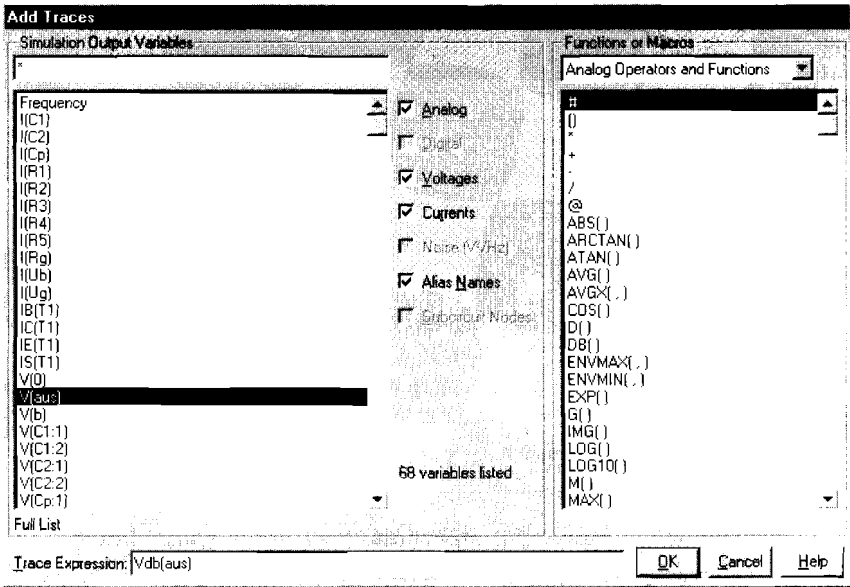 Add Traces
Simulation Output Variables
*
Frequency
I(C1)
I(C2)
I(Cp)
I(R1)
I(R2)
I(R3)
I(R4)
I(R5)
I(Rg)
I(Ub)
I(Ug)
IB(T1)
IC(T1)
IE(T1)
IS(T1)
V(0)
V(aus)
V(b)
V(C1:1)
V(C1:2)
V(C2:1)
V(C2:2)
V(Cp:1)
Full List
Analog
Digital
Voltages
Currents
Noise (V²/Hz)
Alias Names
Subcircuit Nodes
68 variables listed
Functions or Macros
Analog Operators and Functions
#
()
*
+
-
/
@
ABS( )
ARCTAN( )
ATAN( )
AVG( )
AVGX( , )
COS( )
D( )
DB( )
ENVMAX( , )
ENVMIN( , )
EXP( )
G( )
IMG( )
LOG( )
LOG10( )
M( )
MAX( )
Trace Expression: Vdb(aus)
OK
Cancel
Help